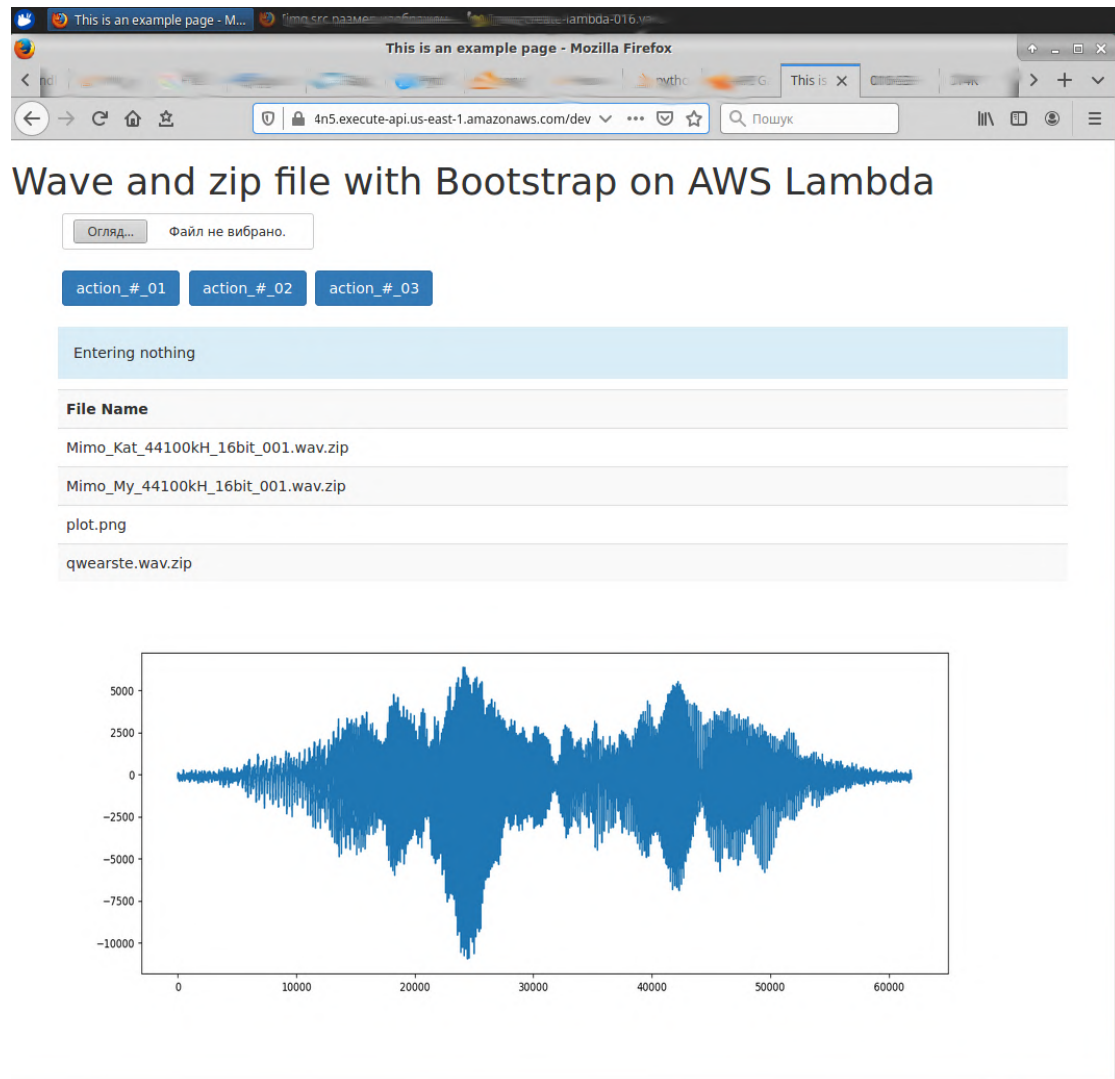 This is an example page - M...
lambda-016.y
This is an example page - Mozilla Firefox
This is
4n5.execute-api.us-east-1.amazonaws.com/dev
Пошук
Wave and zip file with Bootstrap on AWS Lambda
Огляд... Файл не вибрано.
action_#_01 action_#_02 action_#_03
Entering nothing
File Name
Mimo_Kat_44100kH_16bit_001.wav.zip
Mimo_My_44100kH_16bit_001.wav.zip
plot.png
qwearste.wav.zip
5000
2500
0
−2500
−5000
−7500
−10000
0 10000 20000 30000 40000 50000 60000